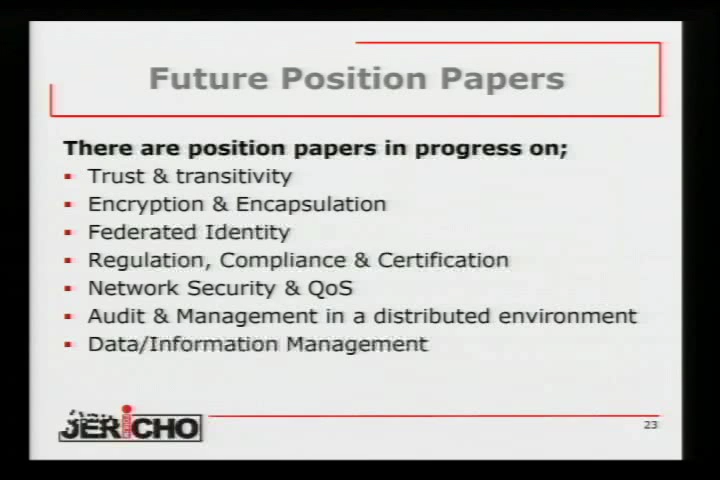 Future Position Papers
There are position papers in progress on;
Trust & transitivity
Encryption & Encapsulation
Federated Identity
Regulation, Compliance & Certification
Network Security & QoS
Audit & Management in a distributed environment
Data/Information Management
JERiCHO
23